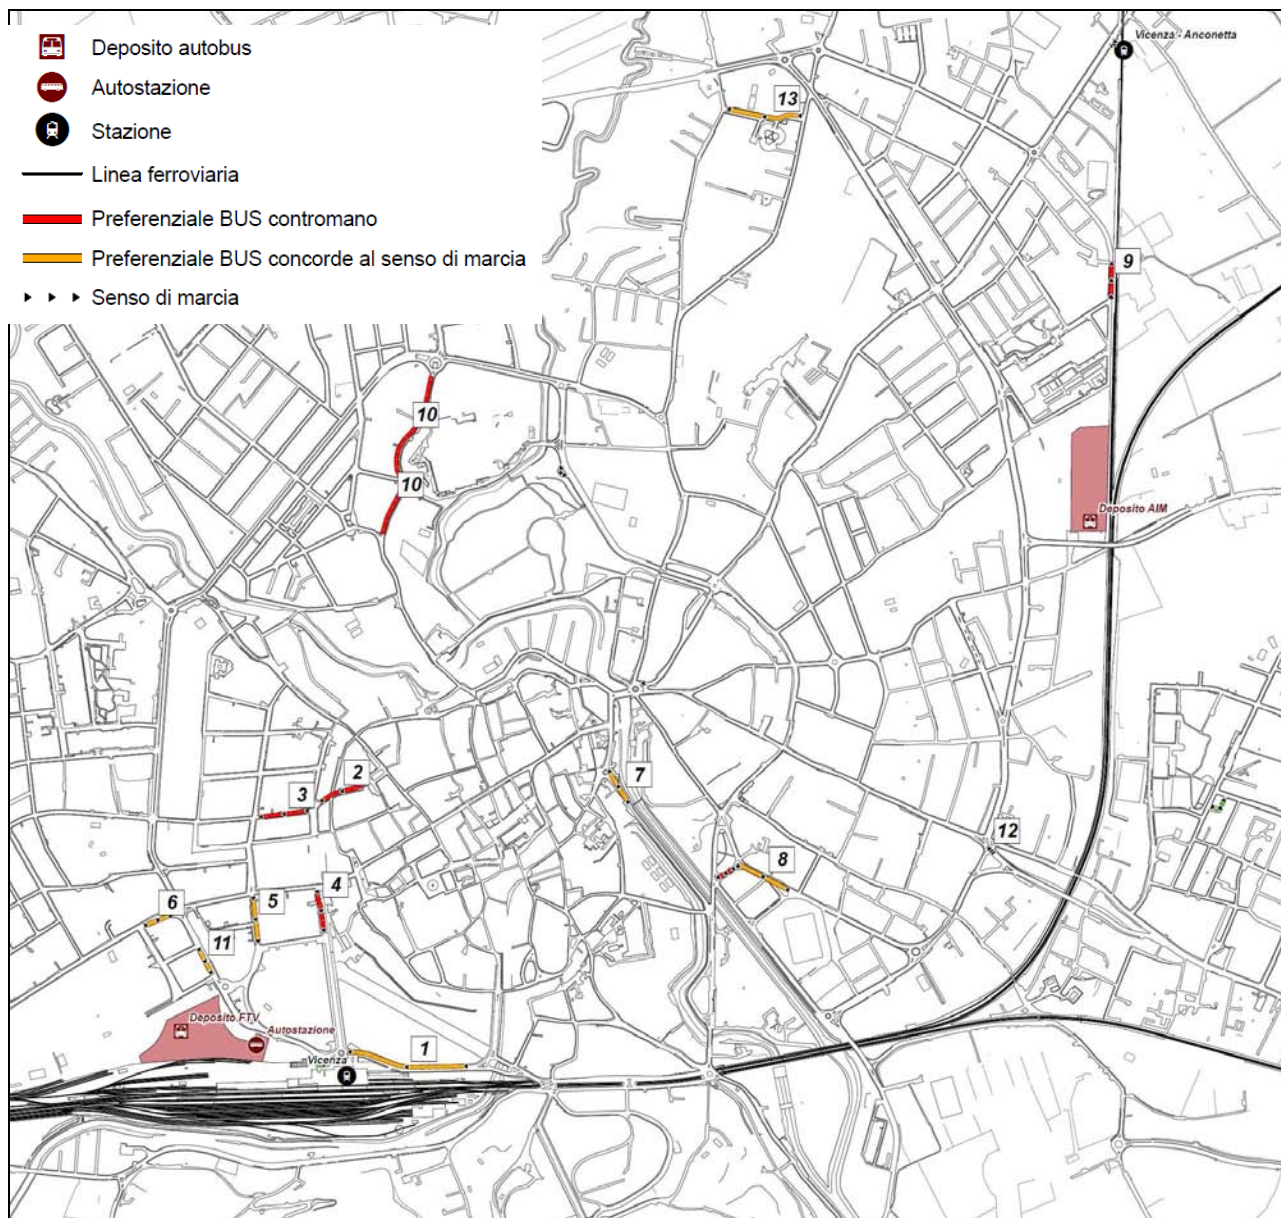 Deposito autobus
Autostazione
Stazione
Linea ferroviaria
Preferenziale BUS contromano
Preferenziale BUS concorde al senso di marcia
Senso di marcia
Vicenza - Anconetta
13
9
10
10
Deposito AIM
2
3
7
12
8
4
5
6
11
Deposito FTV
Autostazione
1
Vicenza